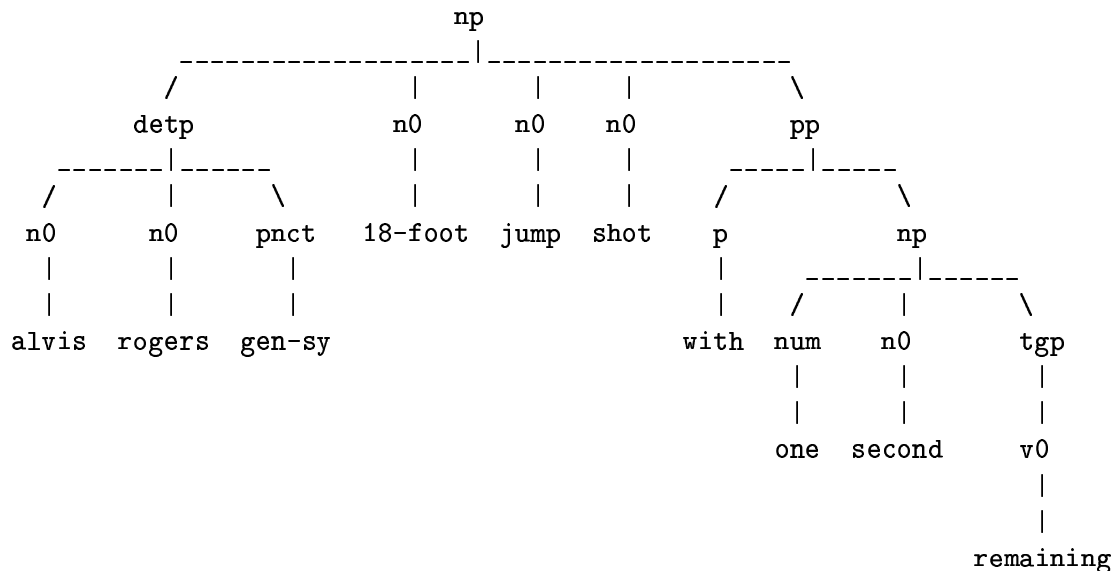 np
detp n0 n0 n0 pp
n0 n0 pnct 18-foot jump shot p np
alvis rogers gen-sy with num n0 tgp
one second v0
remaining